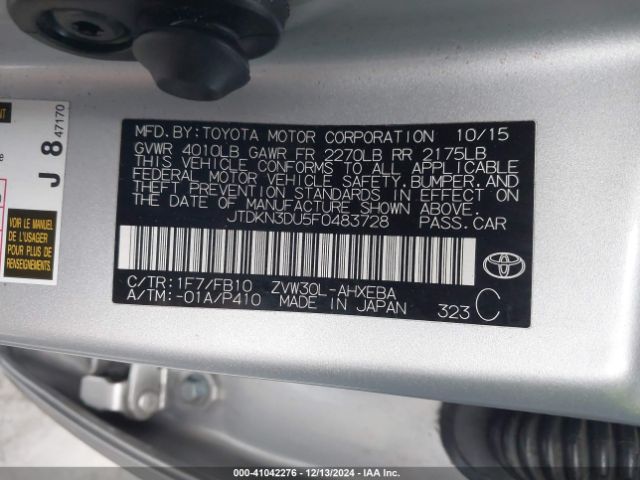 MFD. BY: TOYOTA MOTOR CORPORATION 10/15
GVWR 4010LB GAWR FR 2270LB RR 2175LB
THIS VEHICLE CONFORMS TO ALL APPLICABLE
FEDERAL MOTOR VEHICLE SAFETY, BUMPER, AND
THEFT PREVENTION STANDARDS IN EFFECT ON
THE DATE OF MANUFACTURE SHOWN ABOVE.
JTDKN3DU5F0483728 PASS. CAR
C/TR: 1F7/FB10 ZVW30L-AHXEBA
A/TM: -01A/P410 MADE IN JAPAN 323 C
J 8 47170
VOIR LE MANUEL
DE L'USAGER
POUR PLUS DE
RENSEIGNEMENTS
000-41042276 - 12/13/2024 - IAA Inc.